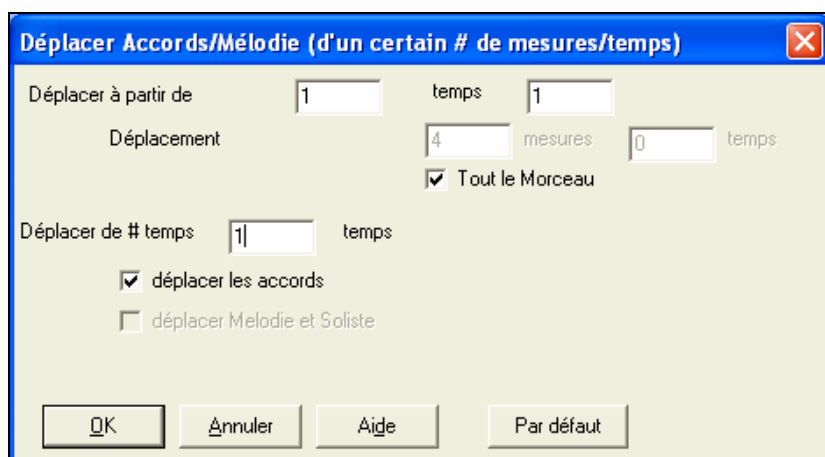 Déplacer Accords/Mélodie (d'un certain # de mesures/temps)
Déplacer à partir de 1 temps 1
Déplacement 4 mesures 0 temps
Tout le Morceau
Déplacer de # temps 1 temps
déplacer les accords
déplacer Melodie et Soliste
OK Annuler Aide Par défaut